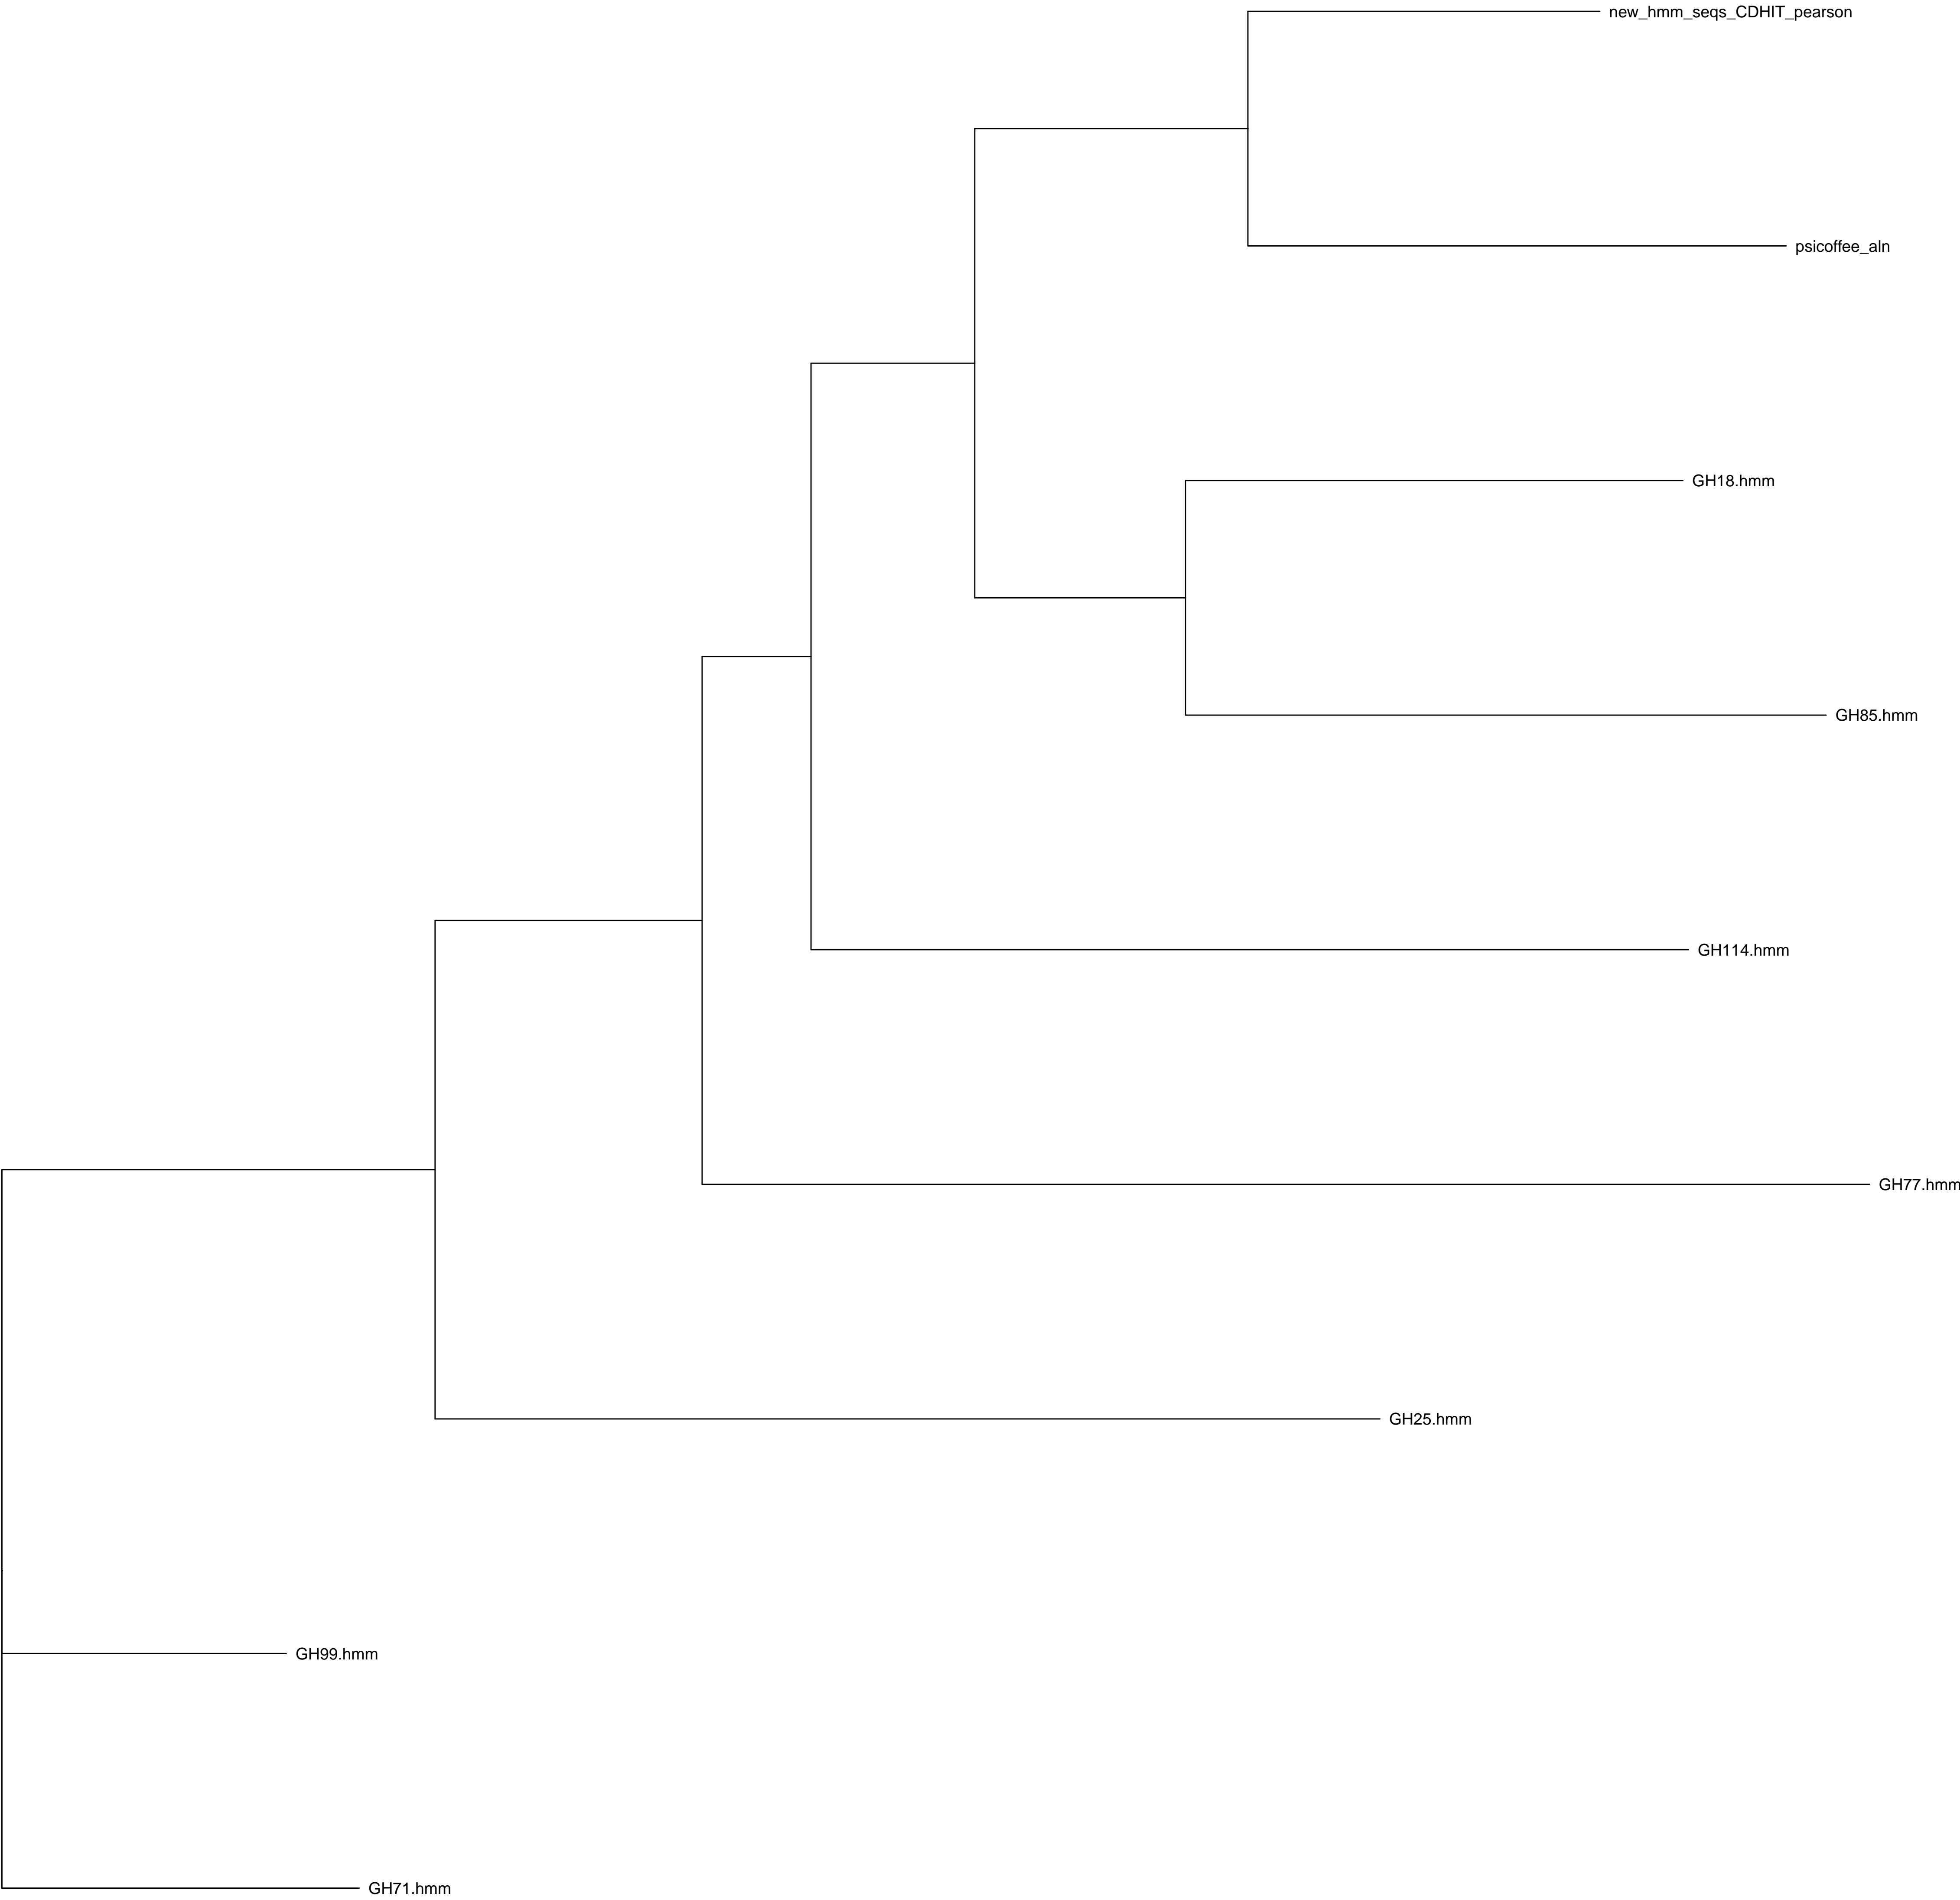 new_hmm_seqs_CDHIT_pearson
psicoffee_aln
GH18.hmm
GH85.hmm
GH114.hmm
GH77.hmm
GH25.hmm
GH99.hmm
GH71.hmm